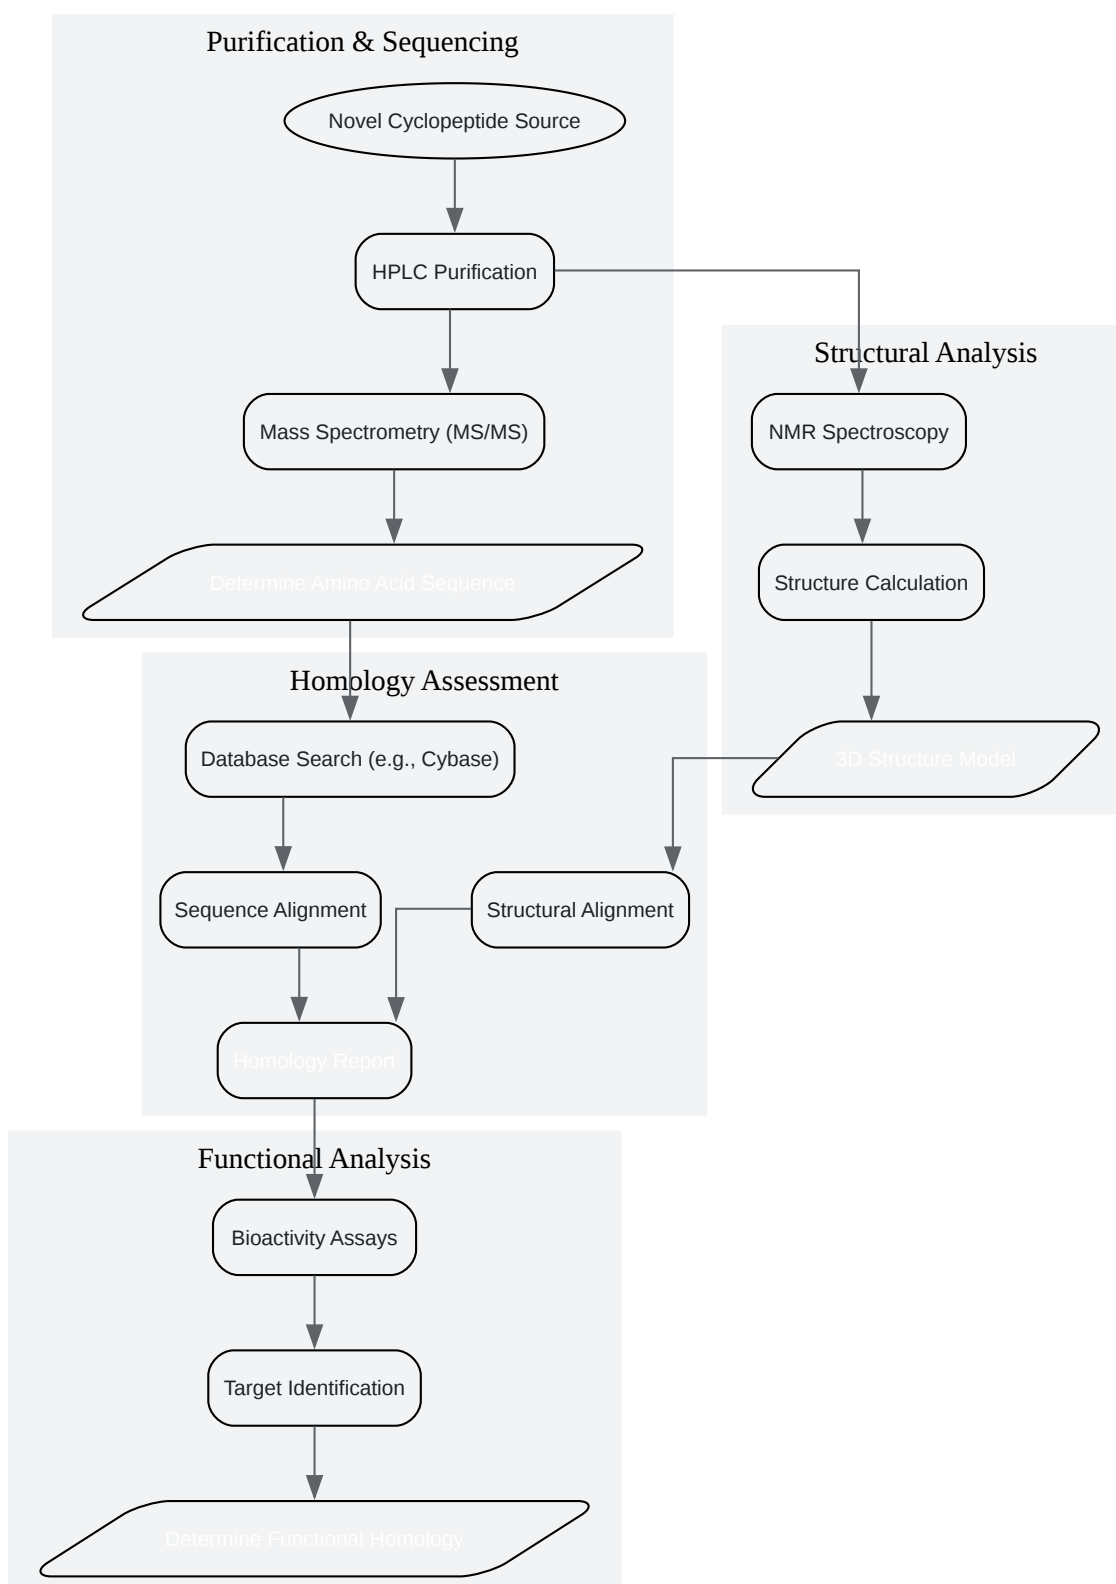 Purification & Sequencing
Novel Cyclopeptide Source
HPLC Purification
Structural Analysis
Mass Spectrometry (MS/MS)
NMR Spectroscopy
Determine Amino Acid Sequence
Structure Calculation
Homology Assessment
Database Search (e.g., Cybase)
3D Structure Model
Sequence Alignment
Structural Alignment
Homology Report
Functional Analysis
Bioactivity Assays
Target Identification
Determine Functional Homology